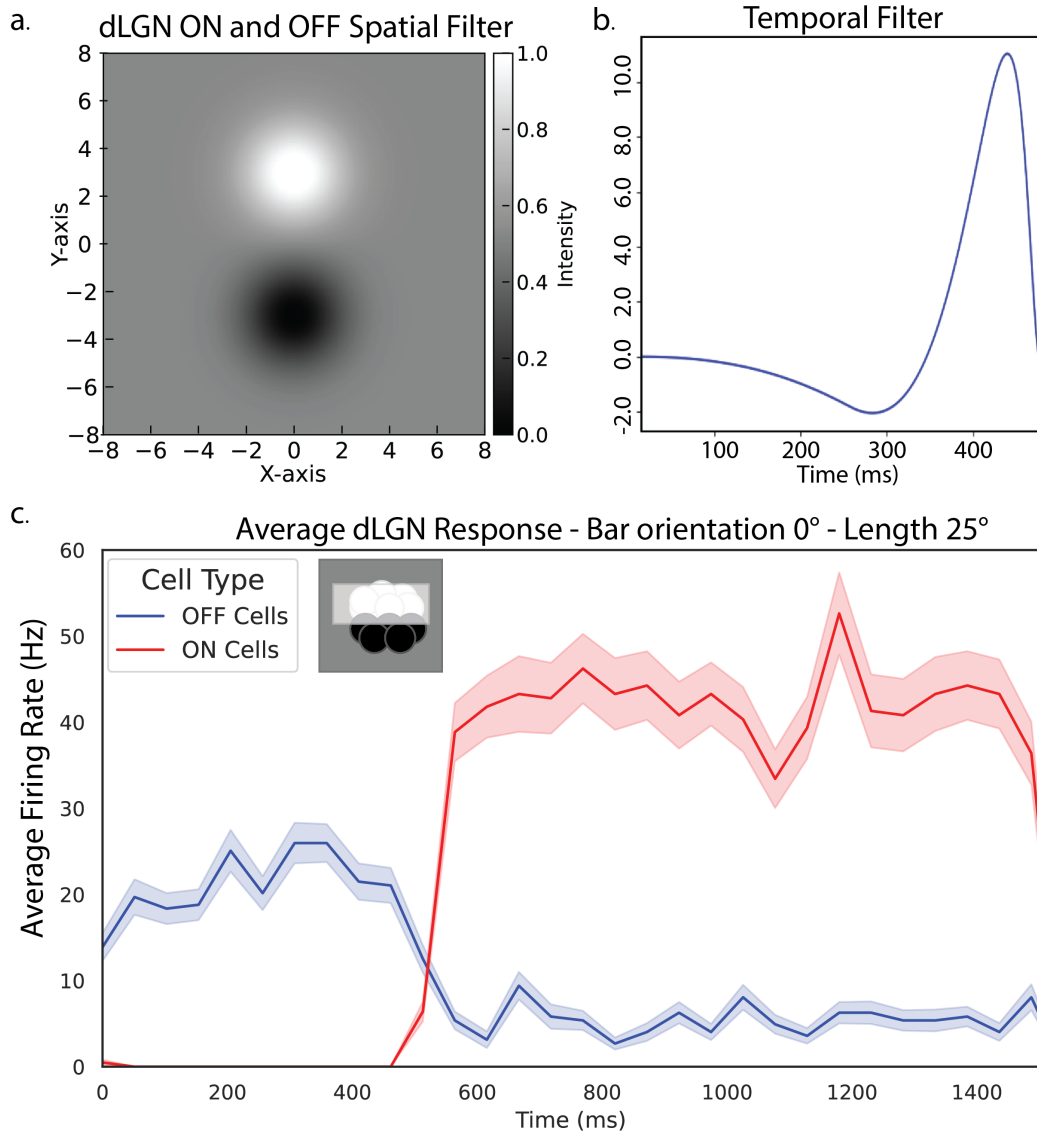 a.
dLGN ON and OFF Spatial Filter
8
6
4
2
0
−2
−4
−6
−8
Y-axis
−8 −6 −4 −2 0 2 4 6 8
X-axis
1.0
0.8
0.6
0.4
0.2
0.0
Intensity
b.
Temporal Filter
10.0
8.0
6.0
4.0
2.0
0.0
-2.0
100 200 300 400
Time (ms)
c.
Average dLGN Response - Bar orientation 0° - Length 25°
Cell Type
OFF Cells
ON Cells
60
50
40
30
20
10
0
Average Firing Rate (Hz)
0 200 400 600 800 1000 1200 1400
Time (ms)